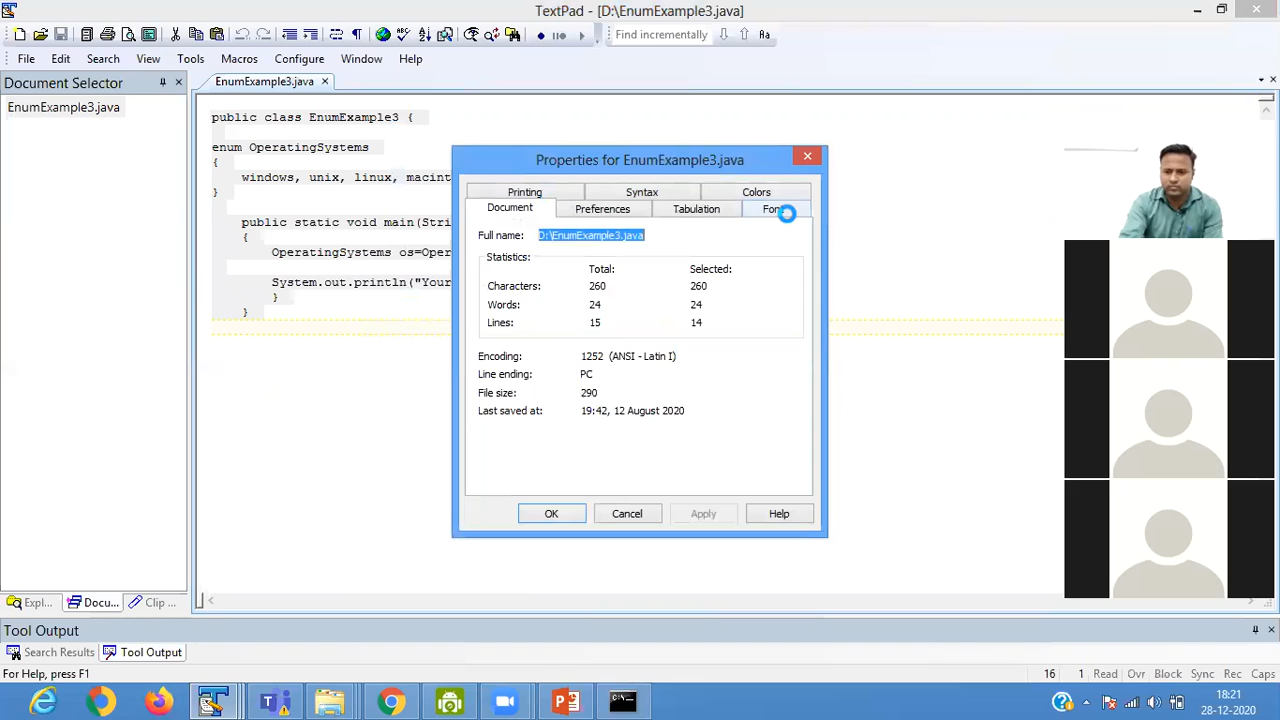 TextPad - [D:\EnumExample3.java]
Find incrementally
Aa
File Edit Search View Tools Macros Configure Window Help
Document Selector
EnumExample3.java
EnumExample3.java
public class EnumExample3 {
enum OperatingSystems
{
windows, unix, linux, macint
}
public static void main(Stri
{
OperatingSystems os=Oper
System.out.println("Your
}
}
Properties for EnumExample3.java
Printing Syntax Colors
Document Preferences Tabulation
Full name: D:\EnumExample3.java
Statistics:
Total: Selected:
Characters: 260 260
Words: 24 24
Lines: 15 14
Encoding: 1252 (ANSI - Latin I)
Line ending: PC
File size: 290
Last saved at: 19:42, 12 August 2020
OK Cancel Apply Help
Expl... Docu... Clip ...
Tool Output
Search Results Tool Output
For Help, press F1
16 1 Read Ovr Block Sync Rec Caps
18:21
28-12-2020